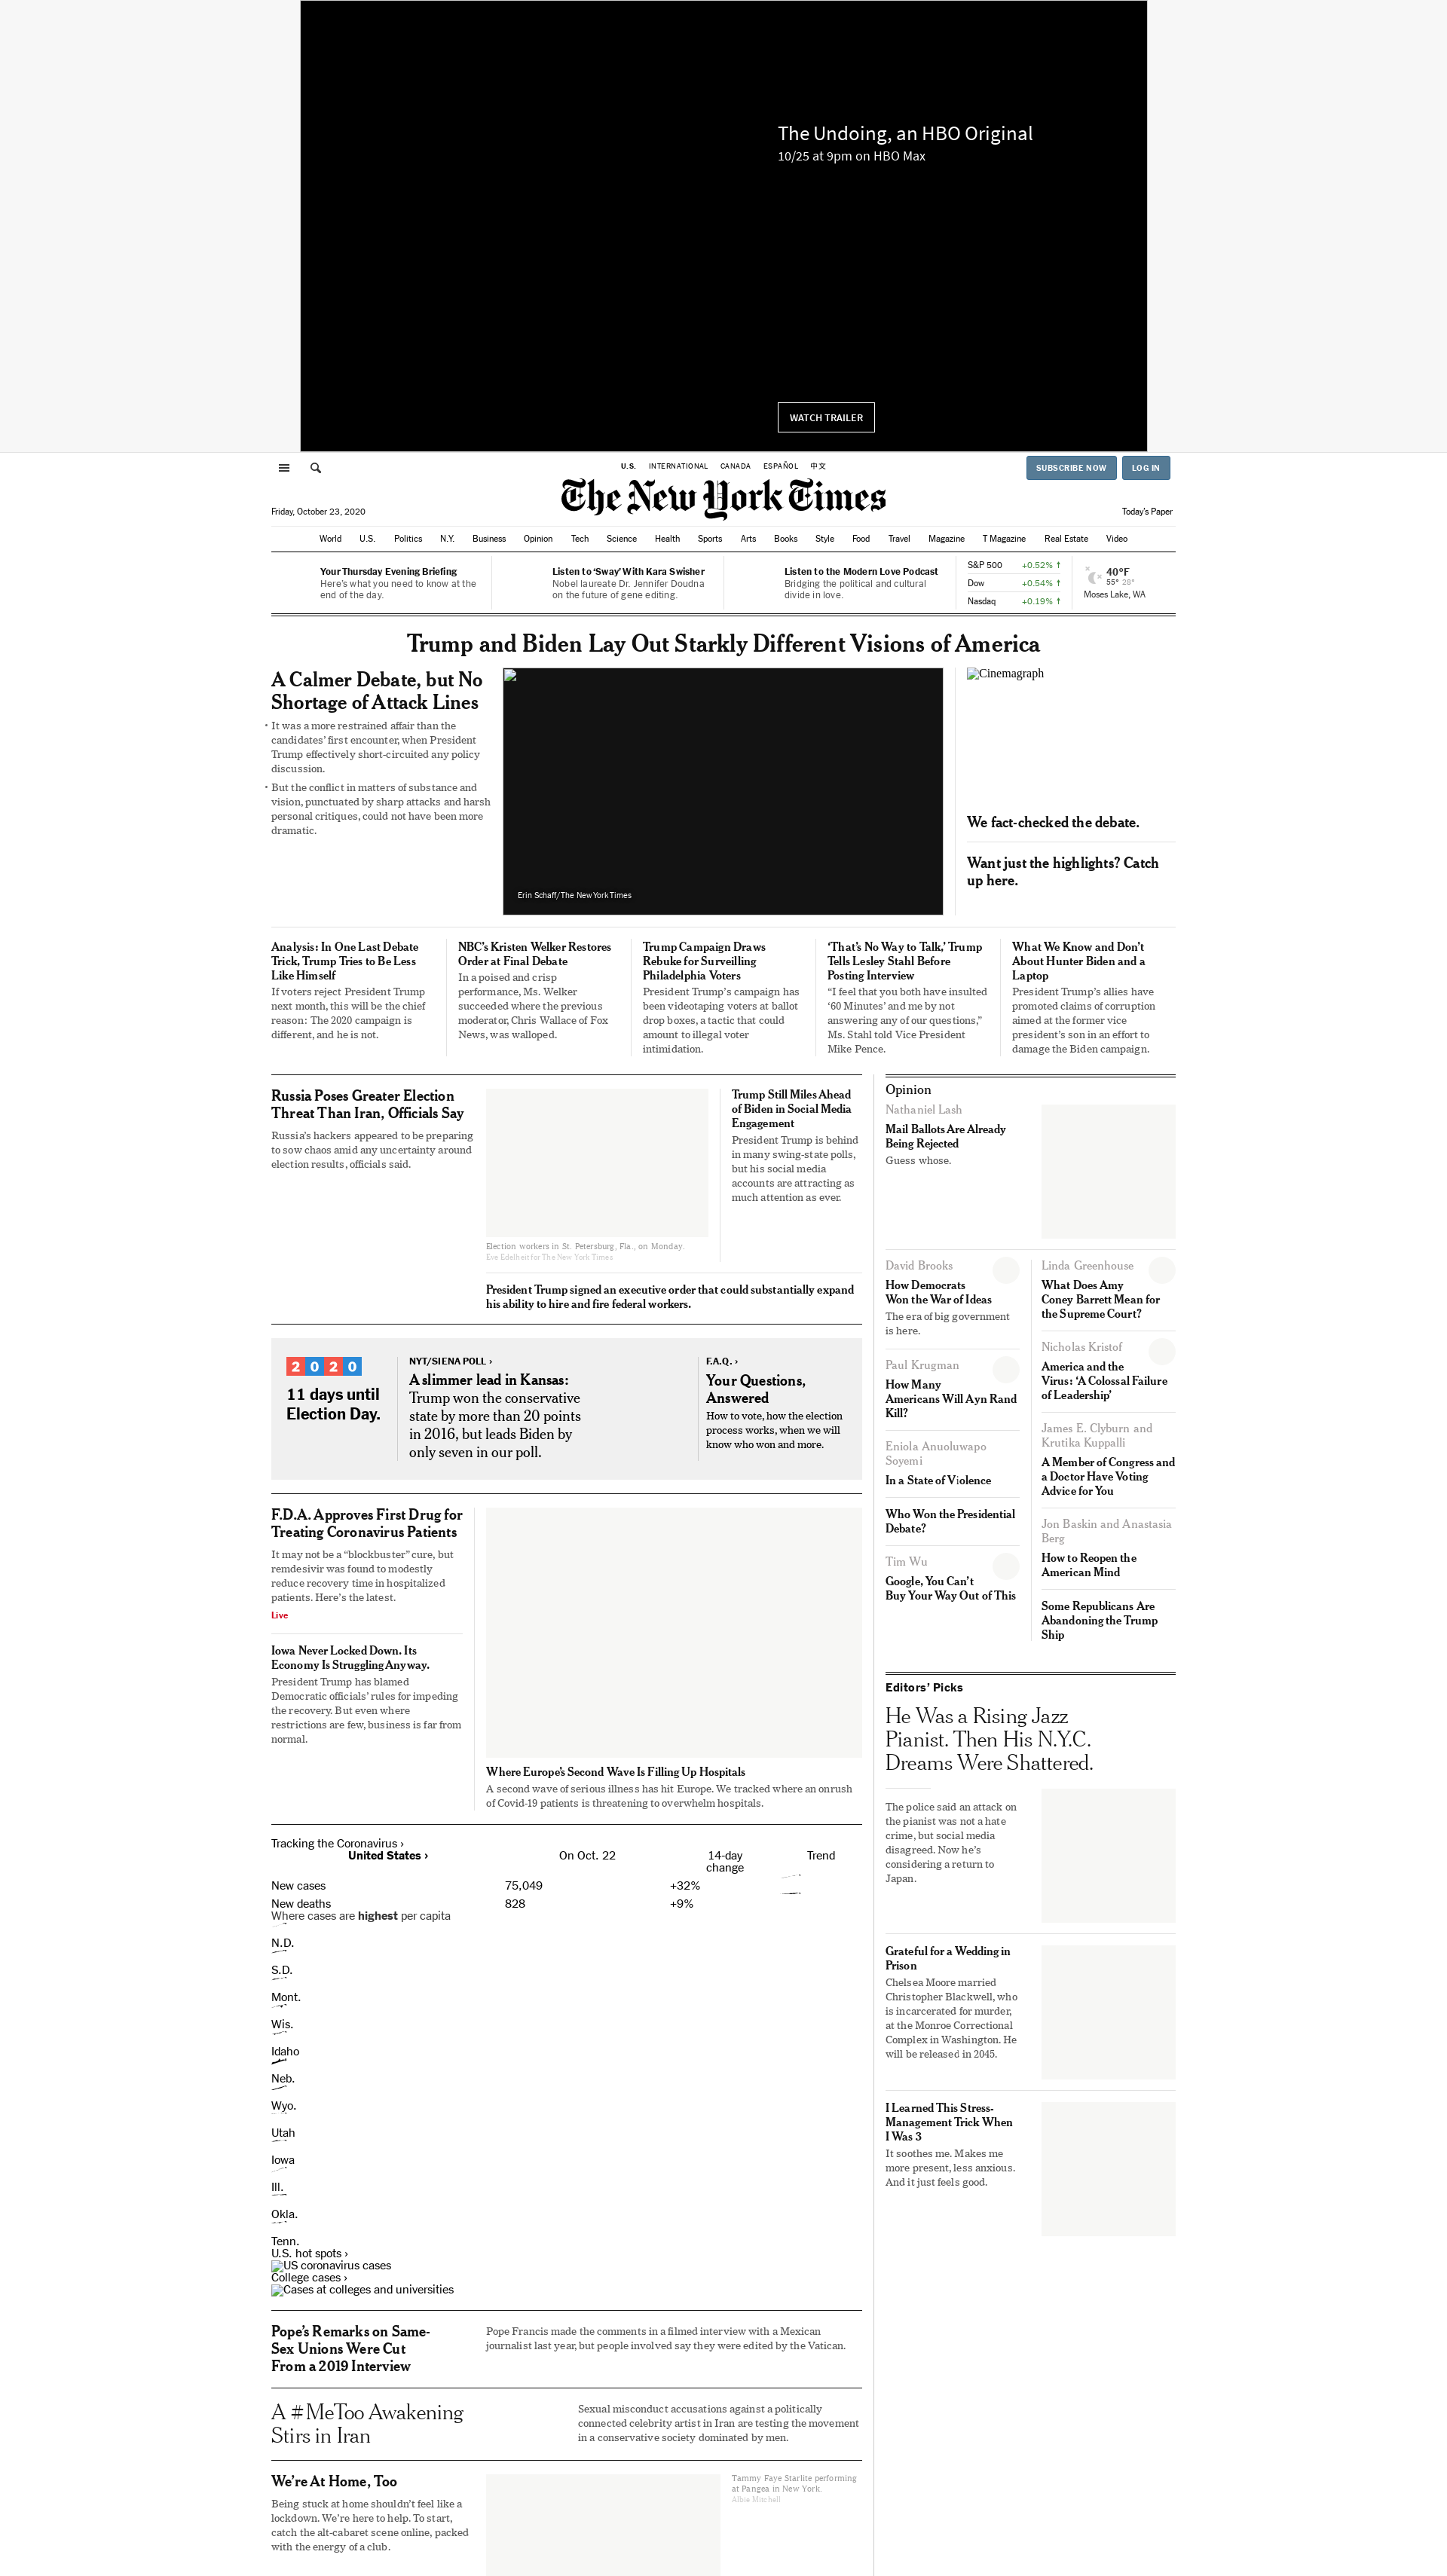 The Undoing, an HBO Original
10/25 at 9pm on HBO Max
WATCH TRAILER
U.S. INTERNATIONAL CANADA ESPAÑOL 中文
SUBSCRIBE NOW LOG IN
The New York Times
Friday, October 23, 2020
Today's Paper
World U.S. Politics N.Y. Business Opinion Tech Science Health Sports Arts Books Style Food Travel Magazine T Magazine Real Estate Video
Your Thursday Evening Briefing
Here's what you need to know at the
end of the day.
Listen to 'Sway' With Kara Swisher
Nobel laureate Dr. Jennifer Doudna
on the future of gene editing.
Listen to the Modern Love Podcast
Bridging the political and cultural
divide in love.
S&P 500 +0.52% ↑
Dow +0.54% ↑
Nasdaq +0.19% ↑
40°F
55° 28°
Moses Lake, WA
Trump and Biden Lay Out Starkly Different Visions of America
A Calmer Debate, but No
Shortage of Attack Lines
• It was a more restrained affair than the
candidates' first encounter, when President
Trump effectively short-circuited any policy
discussion.
• But the conflict in matters of substance and
vision, punctuated by sharp attacks and harsh
personal critiques, could not have been more
dramatic.
Erin Schaff/The New York Times
Cinemagraph
We fact-checked the debate.
Want just the highlights? Catch
up here.
Analysis: In One Last Debate
Trick, Trump Tries to Be Less
Like Himself
If voters reject President Trump
next month, this will be the chief
reason: The 2020 campaign is
different, and he is not.
NBC's Kristen Welker Restores
Order at Final Debate
In a poised and crisp
performance, Ms. Welker
succeeded where the previous
moderator, Chris Wallace of Fox
News, was walloped.
Trump Campaign Draws
Rebuke for Surveilling
Philadelphia Voters
President Trump's campaign has
been videotaping voters at ballot
drop boxes, a tactic that could
amount to illegal voter
intimidation.
'That's No Way to Talk,' Trump
Tells Lesley Stahl Before
Posting Interview
“I feel that you both have insulted
‘60 Minutes’ and me by not
answering any of our questions,”
Ms. Stahl told Vice President
Mike Pence.
What We Know and Don't
About Hunter Biden and a
Laptop
President Trump's allies have
promoted claims of corruption
aimed at the former vice
president's son in an effort to
damage the Biden campaign.
Russia Poses Greater Election
Threat Than Iran, Officials Say
Russia's hackers appeared to be preparing
to sow chaos amid any uncertainty around
election results, officials said.
Election workers in St. Petersburg, Fla., on Monday.
Eve Edelheit for The New York Times
Trump Still Miles Ahead
of Biden in Social Media
Engagement
President Trump is behind
in many swing-state polls,
but his social media
accounts are attracting as
much attention as ever.
President Trump signed an executive order that could substantially expand
his ability to hire and fire federal workers.
2020
11 days until
Election Day.
NYT/SIENA POLL ›
A slimmer lead in Kansas:
Trump won the conservative
state by more than 20 points
in 2016, but leads Biden by
only seven in our poll.
F.A.Q. ›
Your Questions,
Answered
How to vote, how the election
process works, when we will
know who won and more.
F.D.A. Approves First Drug for
Treating Coronavirus Patients
It may not be a “blockbuster” cure, but
remdesivir was found to modestly
reduce recovery time in hospitalized
patients. Here's the latest.
Live
Iowa Never Locked Down. Its
Economy Is Struggling Anyway.
President Trump has blamed
Democratic officials' rules for impeding
the recovery. But even where
restrictions are few, business is far from
normal.
Where Europe's Second Wave Is Filling Up Hospitals
A second wave of serious illness has hit Europe. We tracked where an onrush
of Covid-19 patients is threatening to overwhelm hospitals.
Tracking the Coronavirus ›
United States › On Oct. 22 14-day
change Trend
New cases 75,049 +32%
New deaths 828 +9%
Where cases are highest per capita
N.D.
S.D.
Mont.
Wis.
Idaho
Neb.
Wyo.
Utah
Iowa
Ill.
Okla.
Tenn.
U.S. hot spots ›
US coronavirus cases
College cases ›
Cases at colleges and universities
Pope's Remarks on Same-
Sex Unions Were Cut
From a 2019 Interview
Pope Francis made the comments in a filmed interview with a Mexican
journalist last year, but people involved say they were edited by the Vatican.
A #MeToo Awakening
Stirs in Iran
Sexual misconduct accusations against a politically
connected celebrity artist in Iran are testing the movement
in a conservative society dominated by men.
We're At Home, Too
Being stuck at home shouldn't feel like a
lockdown. We're here to help. To start,
catch the alt-cabaret scene online, packed
with the energy of a club.
Tammy Faye Starlite performing
at Pangea in New York.
Albie Mitchell
Opinion
Nathaniel Lash
Mail Ballots Are Already
Being Rejected
Guess whose.
David Brooks
How Democrats
Won the War of Ideas
The era of big government
is here.
Paul Krugman
How Many
Americans Will Ayn Rand
Kill?
Eniola Anuoluwapo
Soyemi
In a State of Violence
Who Won the Presidential
Debate?
Tim Wu
Google, You Can't
Buy Your Way Out of This
Linda Greenhouse
What Does Amy
Coney Barrett Mean for
the Supreme Court?
Nicholas Kristof
America and the
Virus: ‘A Colossal Failure
of Leadership’
James E. Clyburn and
Krutika Kuppalli
A Member of Congress and
a Doctor Have Voting
Advice for You
Jon Baskin and Anastasia
Berg
How to Reopen the
American Mind
Some Republicans Are
Abandoning the Trump
Ship
Editors' Picks
He Was a Rising Jazz
Pianist. Then His N.Y.C.
Dreams Were Shattered.
The police said an attack on
the pianist was not a hate
crime, but social media
disagreed. Now he's
considering a return to
Japan.
Grateful for a Wedding in
Prison
Chelsea Moore married
Christopher Blackwell, who
is incarcerated for murder,
at the Monroe Correctional
Complex in Washington. He
will be released in 2045.
I Learned This Stress-
Management Trick When
I Was 3
It soothes me. Makes me
more present, less anxious.
And it just feels good.